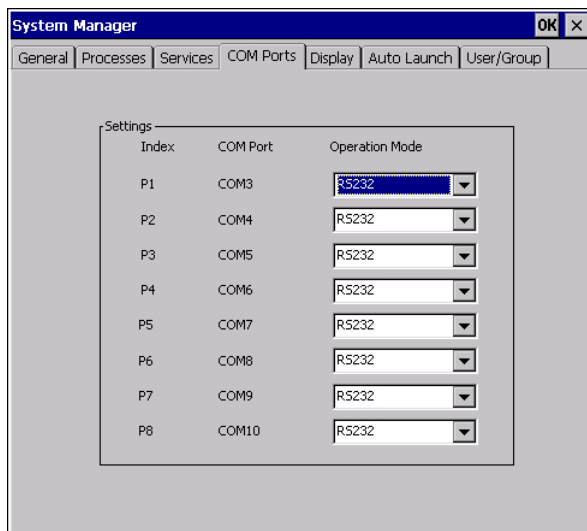 System Manager OK ×
General Processes Services COM Ports Display Auto Launch User/Group
Settings
Index COM Port Operation Mode
P1 COM3 RS232
P2 COM4 RS232
P3 COM5 RS232
P4 COM6 RS232
P5 COM7 RS232
P6 COM8 RS232
P7 COM9 RS232
P8 COM10 RS232